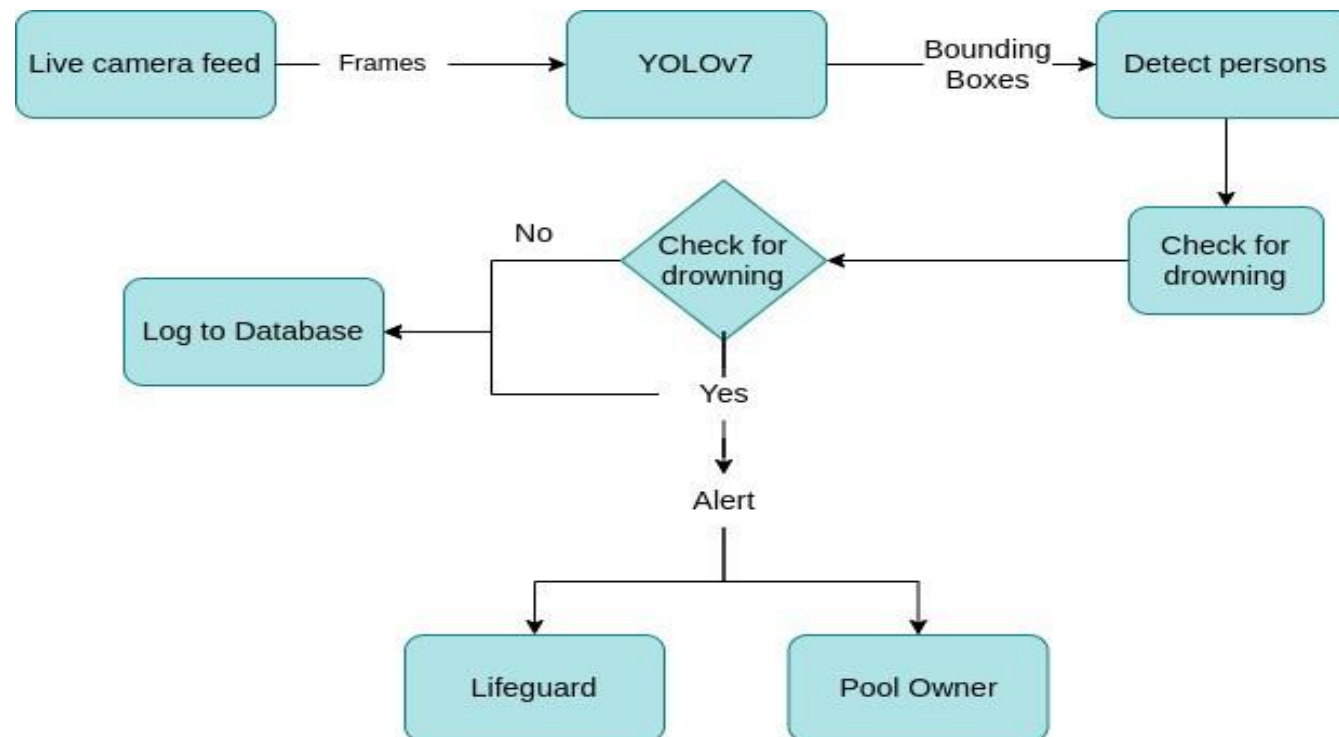 Live camera feed
Frames
YOLOv7
Bounding
Boxes
Detect persons
No
Check for
drowning
Check for
drowning
Log to Database
Yes
Alert
Lifeguard
Pool Owner